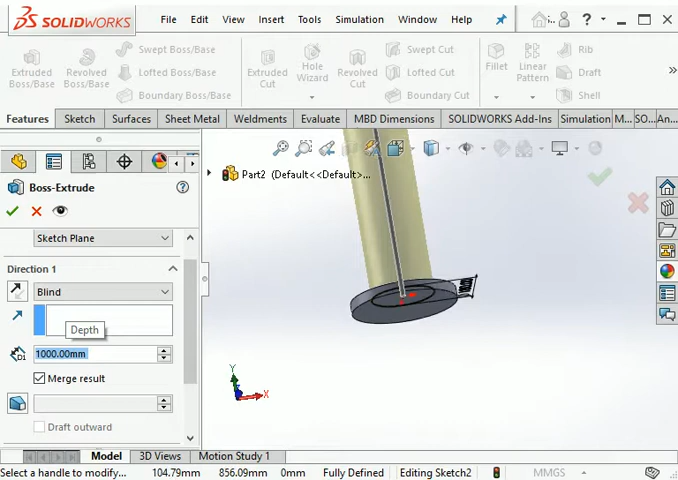 SOLIDWORKS File Edit View Insert Tools Simulation Window Help ?
Extruded Boss/Base
Revolved Boss/Base
Swept Boss/Base
Lofted Boss/Base
Boundary Boss/Base
Extruded Cut
Hole Wizard
Revolved Cut
Swept Cut
Lofted Cut
Boundary Cut
Fillet
Linear Pattern
Rib
Draft
Shell
Features Sketch Surfaces Sheet Metal Weldments Evaluate MBD Dimensions SOLIDWORKS Add-Ins Simulation M... SO... An...
Part2 (Default<<Default>...
Boss-Extrude
Sketch Plane
Direction 1
Blind
Depth
D1
1000.00mm
Merge result
Draft outward
Y
X
Model 3D Views Motion Study 1
Select a handle to modify... 104.79mm 856.09mm 0mm Fully Defined Editing Sketch2 MMGS